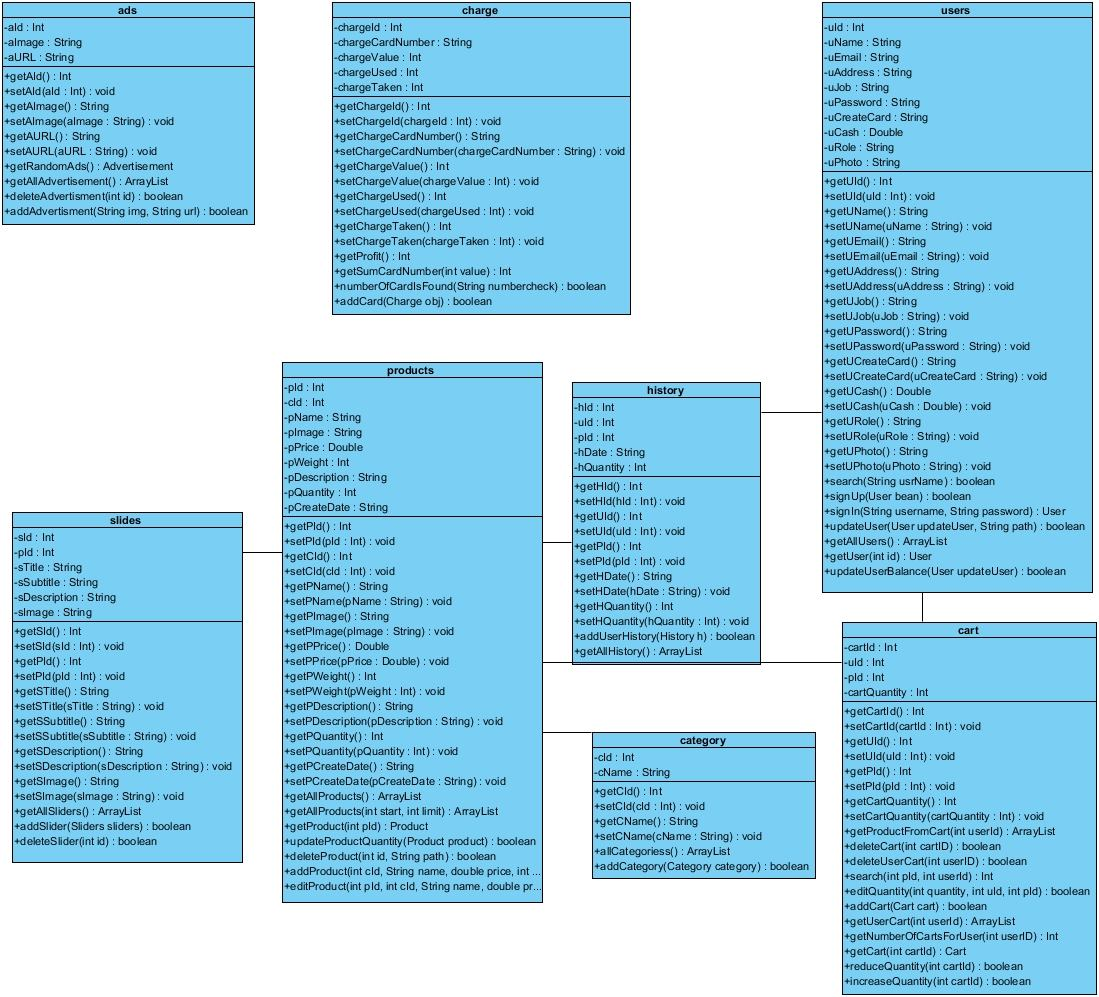 ads
-aId : Int
-aImage : String
-aURL : String
+getAId() : Int
+setAId(aId : Int) : void
+getAImage() : String
+setAImage(aImage : String) : void
+getAURL() : String
+setAURL(aURL : String) : void
+getRandomAds() : Advertisement
+getAllAdvertisement() : ArrayList
+deleteAdvertisment(int id) : boolean
+addAdvertisment(String img, String url) : boolean
charge
-chargeId : Int
-chargeCardNumber : String
-chargeValue : Int
-chargeUsed : Int
-chargeTaken : Int
+getChargeId() : Int
+setChargeId(chargeId : Int) : void
+getChargeCardNumber() : String
+setChargeCardNumber(chargeCardNumber : String) : void
+getChargeValue() : Int
+setChargeValue(chargeValue : Int) : void
+getChargeUsed() : Int
+setChargeUsed(chargeUsed : Int) : void
+getChargeTaken() : Int
+setChargeTaken(chargeTaken : Int) : void
+getProfit() : Int
+getSumCardNumber(int value) : Int
+numberOfCardIsFound(String numbercheck) : boolean
+addCard(Charge obj) : boolean
users
-uId : Int
-uName : String
-uEmail : String
-uAddress : String
-uJob : String
-uPassword : String
-uCreateCard : String
-uCash : Double
-uRole : String
-uPhoto : String
+getUId() : Int
+setUId(uId : Int) : void
+getUName() : String
+setUName(uName : String) : void
+getUEmail() : String
+setUEmail(uEmail : String) : void
+getUAddress() : String
+setUAddress(uAddress : String) : void
+getUJob() : String
+setUJob(uJob : String) : void
+getUPassword() : String
+setUPassword(uPassword : String) : void
+getUCreateCard() : String
+setUCreateCard(uCreateCard : String) : void
+getUCash() : Double
+setUCash(uCash : Double) : void
+getURole() : String
+setURole(uRole : String) : void
+getUPhoto() : String
+setUPhoto(uPhoto : String) : void
+search(String usrName) : boolean
+signUp(User bean) : boolean
+signIn(String username, String password) : User
+updateUser(User updateUser, String path) : boolean
+getAllUsers() : ArrayList
+getUser(int id) : User
+updateUserBalance(User updateUser) : boolean
products
-pId : Int
-cId : Int
-pName : String
-pImage : String
-pPrice : Double
-pWeight : Int
-pDescription : String
-pQuantity : Int
-pCreateDate : String
+getPId() : Int
+setPId(pId : Int) : void
+getCId() : Int
+setCId(cId : Int) : void
+getPName() : String
+setPName(pName : String) : void
+getPImage() : String
+setPImage(pImage : String) : void
+getPPrice() : Double
+setPPrice(pPrice : Double) : void
+getPWeight() : Int
+setPWeight(pWeight : Int) : void
+getPDescription() : String
+setPDescription(pDescription : String) : void
+getPQuantity() : Int
+setPQuantity(pQuantity : Int) : void
+getPCreateDate() : String
+setPCreateDate(pCreateDate : String) : void
+getAllProducts() : ArrayList
+getAllProducts(int start, int limit) : ArrayList
+getProduct(int pId) : Product
+updateProductQuantity(Product product) : boolean
+deleteProduct(int id, String path) : boolean
+addProduct(int cId, String name, double price, int ...
+editProduct(int pId, int cId, String name, double pr...
history
-hId : Int
-uId : Int
-pId : Int
-hDate : String
-hQuantity : Int
+getHId() : Int
+setHId(hId : Int) : void
+getUId() : Int
+setUId(uId : Int) : void
+getPId() : Int
+setPId(pId : Int) : void
+getHDate() : String
+setHDate(hDate : String) : void
+getHQuantity() : Int
+setHQuantity(hQuantity : Int) : void
+addUserHistory(History h) : boolean
+getAllHistory() : ArrayList
slides
-sId : Int
-pId : Int
-sTitle : String
-sSubtitle : String
-sDescription : String
-sImage : String
+getSId() : Int
+setSId(sId : Int) : void
+getPId() : Int
+setPId(pId : Int) : void
+getSTitle() : String
+setSTitle(sTitle : String) : void
+getSSubtitle() : String
+setSSubtitle(sSubtitle : String) : void
+getSDescription() : String
+setSDescription(sDescription : String) : void
+getSImage() : String
+setSImage(sImage : String) : void
+getAllSliders() : ArrayList
+addSlider(Sliders sliders) : boolean
+deleteSlider(int id) : boolean
category
-cId : Int
-cName : String
+getCId() : Int
+setCId(cId : Int) : void
+getCName() : String
+setCName(cName : String) : void
+allCategoriess() : ArrayList
+addCategory(Category category) : boolean
cart
-cartId : Int
-uId : Int
-pId : Int
-cartQuantity : Int
+getCartId() : Int
+setCartId(cartId : Int) : void
+getUId() : Int
+setUId(uId : Int) : void
+getPId() : Int
+setPId(pId : Int) : void
+getCartQuantity() : Int
+setCartQuantity(cartQuantity : Int) : void
+getProductFromCart(int userId) : ArrayList
+deleteCart(int cartID) : boolean
+deleteUserCart(int userID) : boolean
+search(int pId, int userId) : Int
+editQuantity(int quantity, int uId, int pId) : boolean
+addCart(Cart cart) : boolean
+getUserCart(int userId) : ArrayList
+getNumberOfCartsForUser(int userID) : Int
+getCart(int cartId) : Cart
+reduceQuantity(int cartId) : boolean
+increaseQuantity(int cartId) : boolean